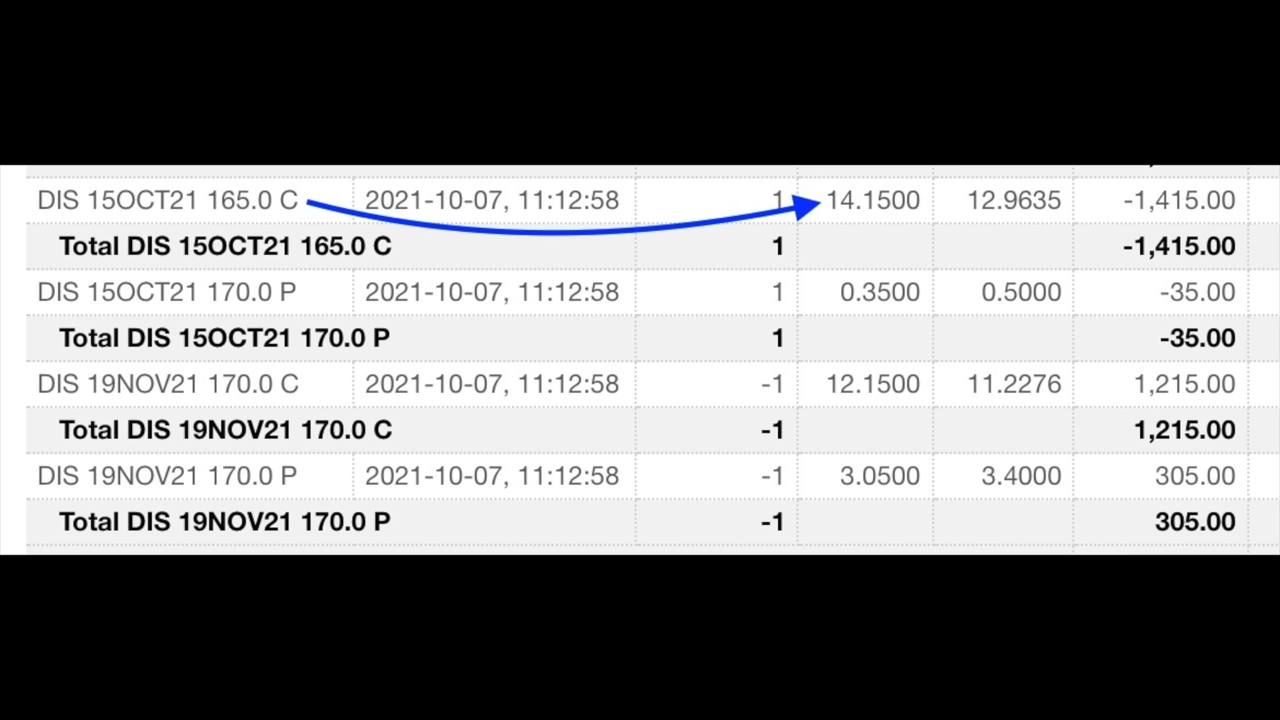 DIS 15OCT21 165.0 C 2021-10-07, 11:12:58 1 14.1500 12.9635 -1,415.00
Total DIS 15OCT21 165.0 C 1 -1,415.00
DIS 15OCT21 170.0 P 2021-10-07, 11:12:58 1 0.3500 0.5000 -35.00
Total DIS 15OCT21 170.0 P 1 -35.00
DIS 19NOV21 170.0 C 2021-10-07, 11:12:58 -1 12.1500 11.2276 1,215.00
Total DIS 19NOV21 170.0 C -1 1,215.00
DIS 19NOV21 170.0 P 2021-10-07, 11:12:58 -1 3.0500 3.4000 305.00
Total DIS 19NOV21 170.0 P -1 305.00